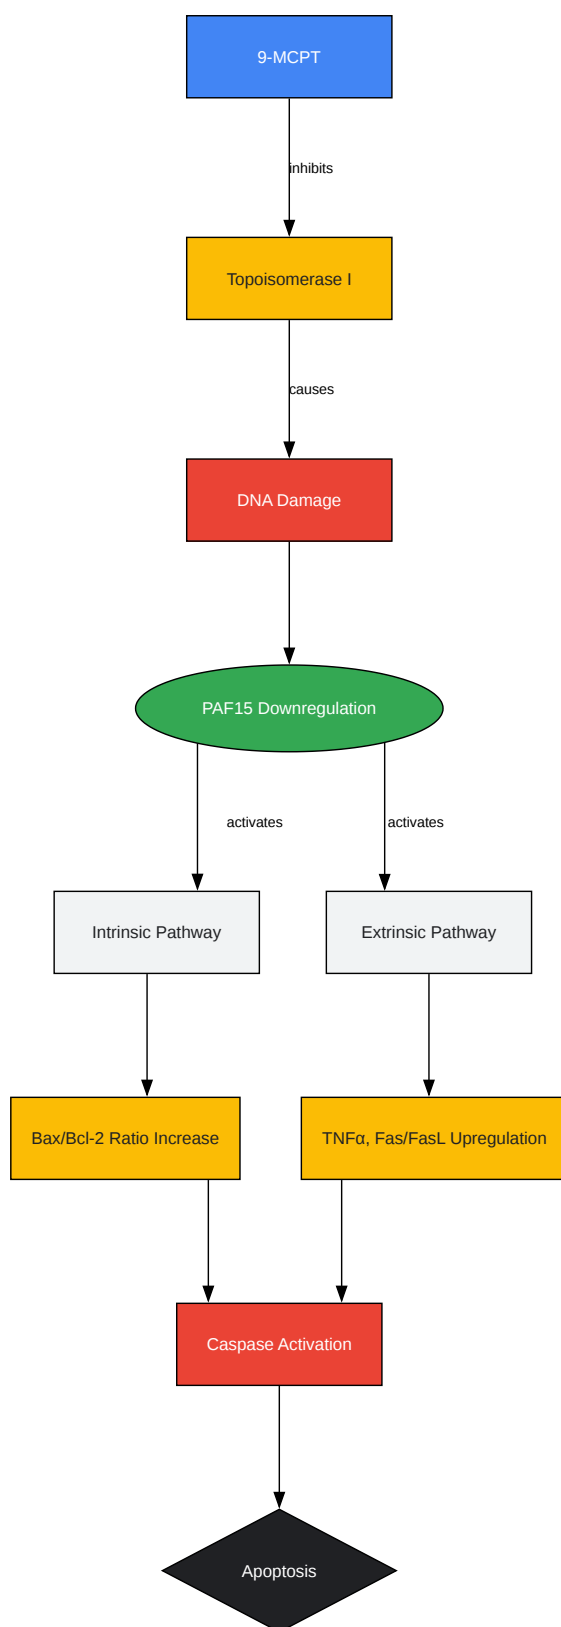 9-MCPT
inhibits
Topoisomerase I
causes
DNA Damage
PAF15 Downregulation
activates
activates
Intrinsic Pathway
Extrinsic Pathway
Bax/Bcl-2 Ratio Increase
TNFα, Fas/FasL Upregulation
Caspase Activation
Apoptosis